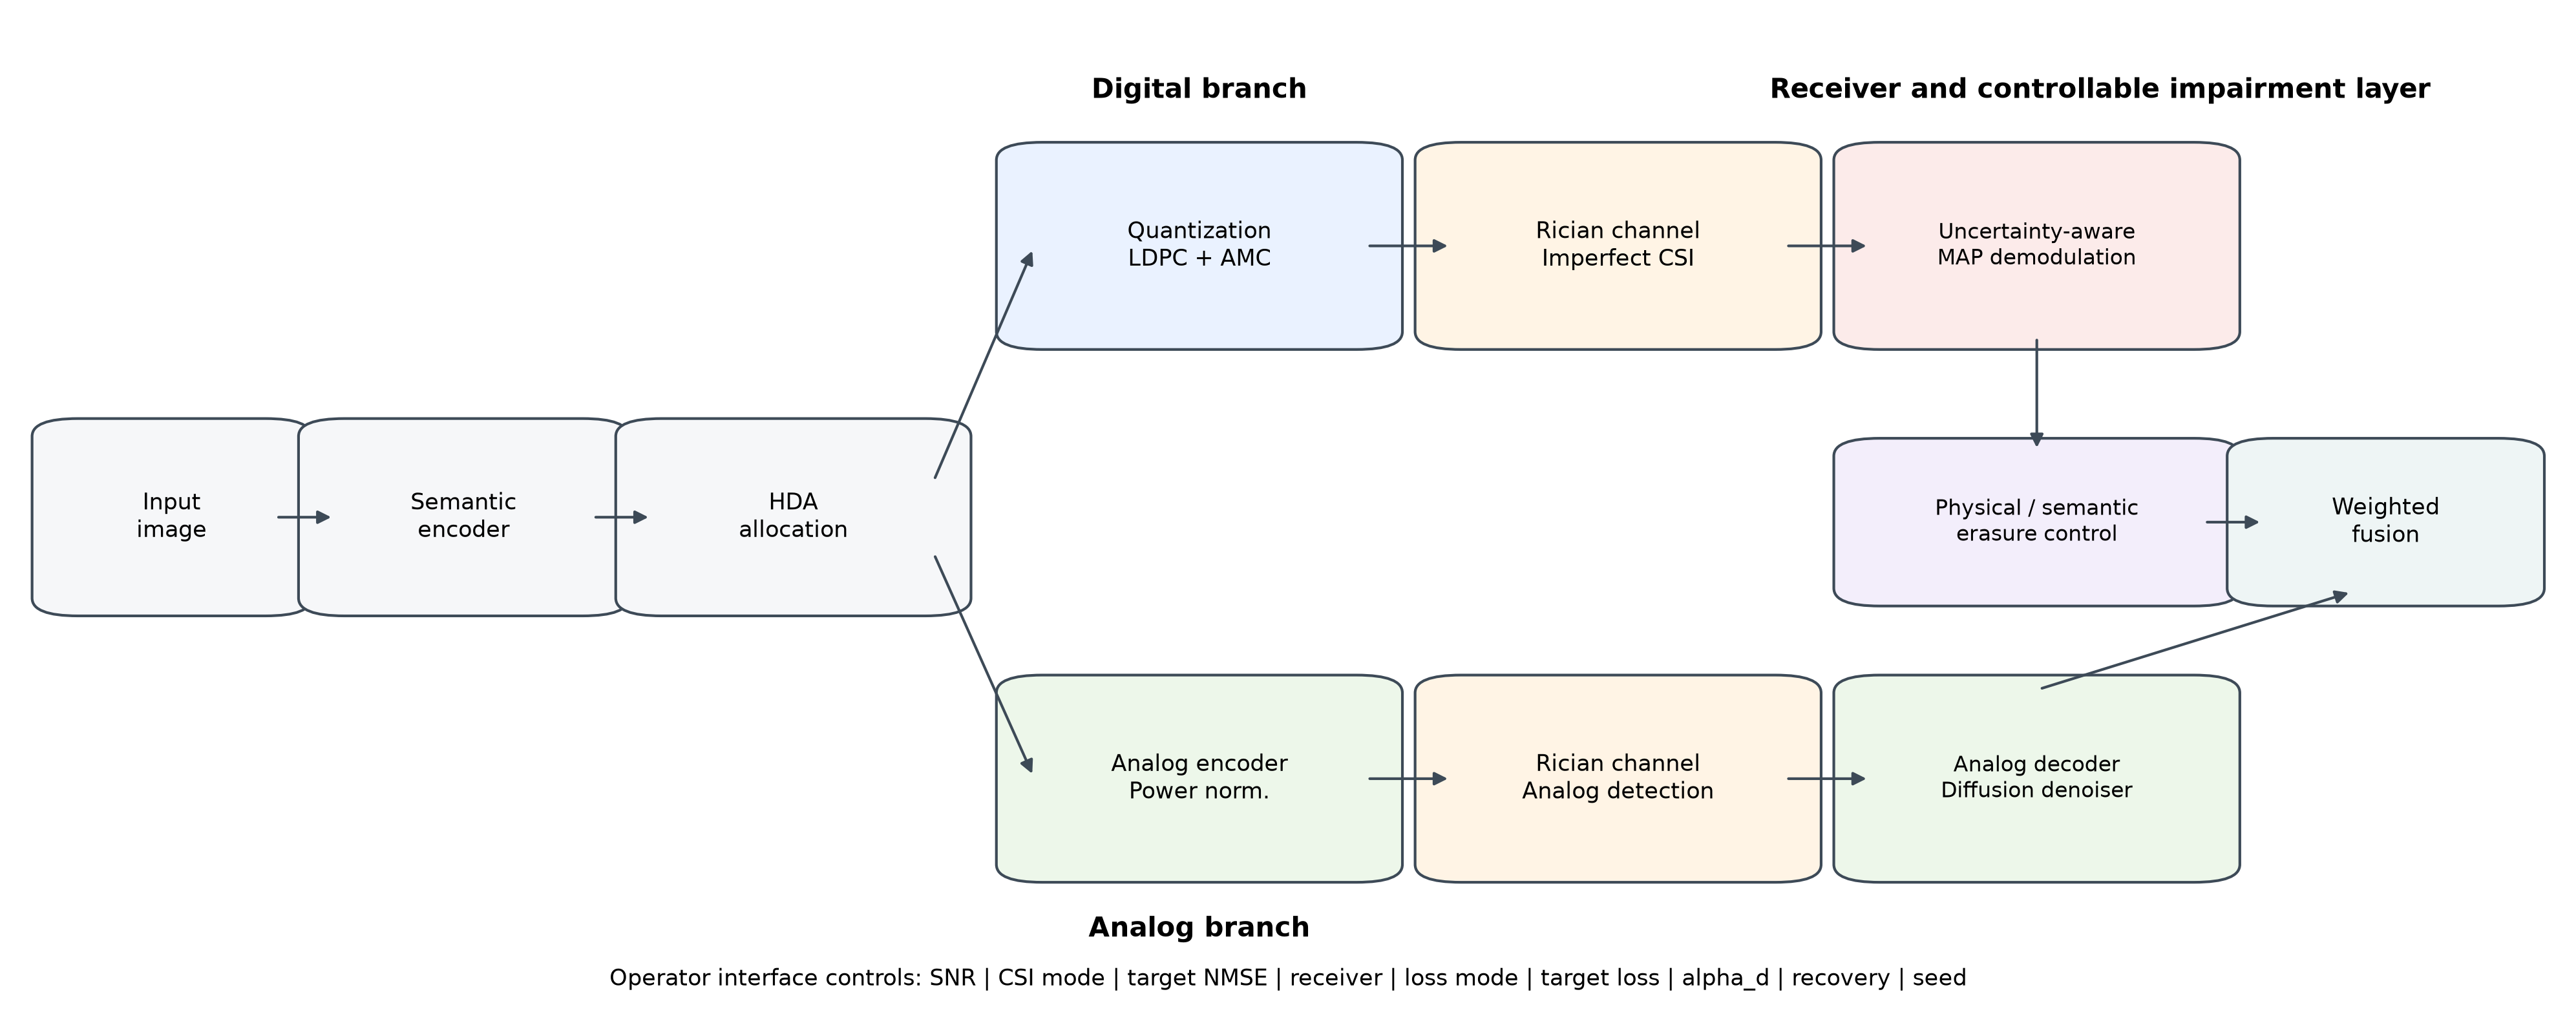 Digital branch
Receiver and controllable impairment layer
Quantization
LDPC + AMC
Rician channel
Imperfect CSI
Uncertainty-aware
MAP demodulation
Input
image
Semantic
encoder
HDA
allocation
Physical / semantic
erasure control
Weighted
fusion
Analog encoder
Power norm.
Rician channel
Analog detection
Analog decoder
Diffusion denoiser
Analog branch
Operator interface controls: SNR | CSI mode | target NMSE | receiver | loss mode | target loss | alpha_d | recovery | seed